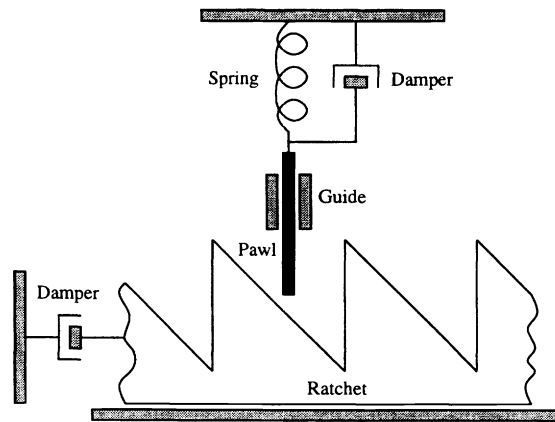 Spring
Damper
Guide
Pawl
Damper
Ratchet